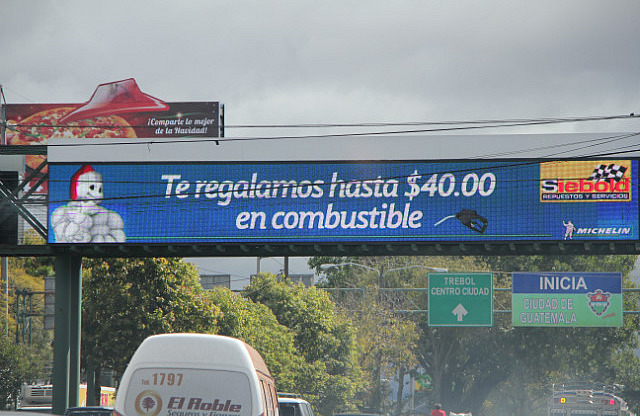 ¡Comparte lo mejor
de la Navidad!
Te regalamos hasta $40.00
en combustible
Siebold
REPUESTOS Y SERVICIOS
MICHELIN
TREBOL
CENTRO CIUDAD
INICIA
CIUDAD DE
GUATEMALA
Tel. 1797
El Roble